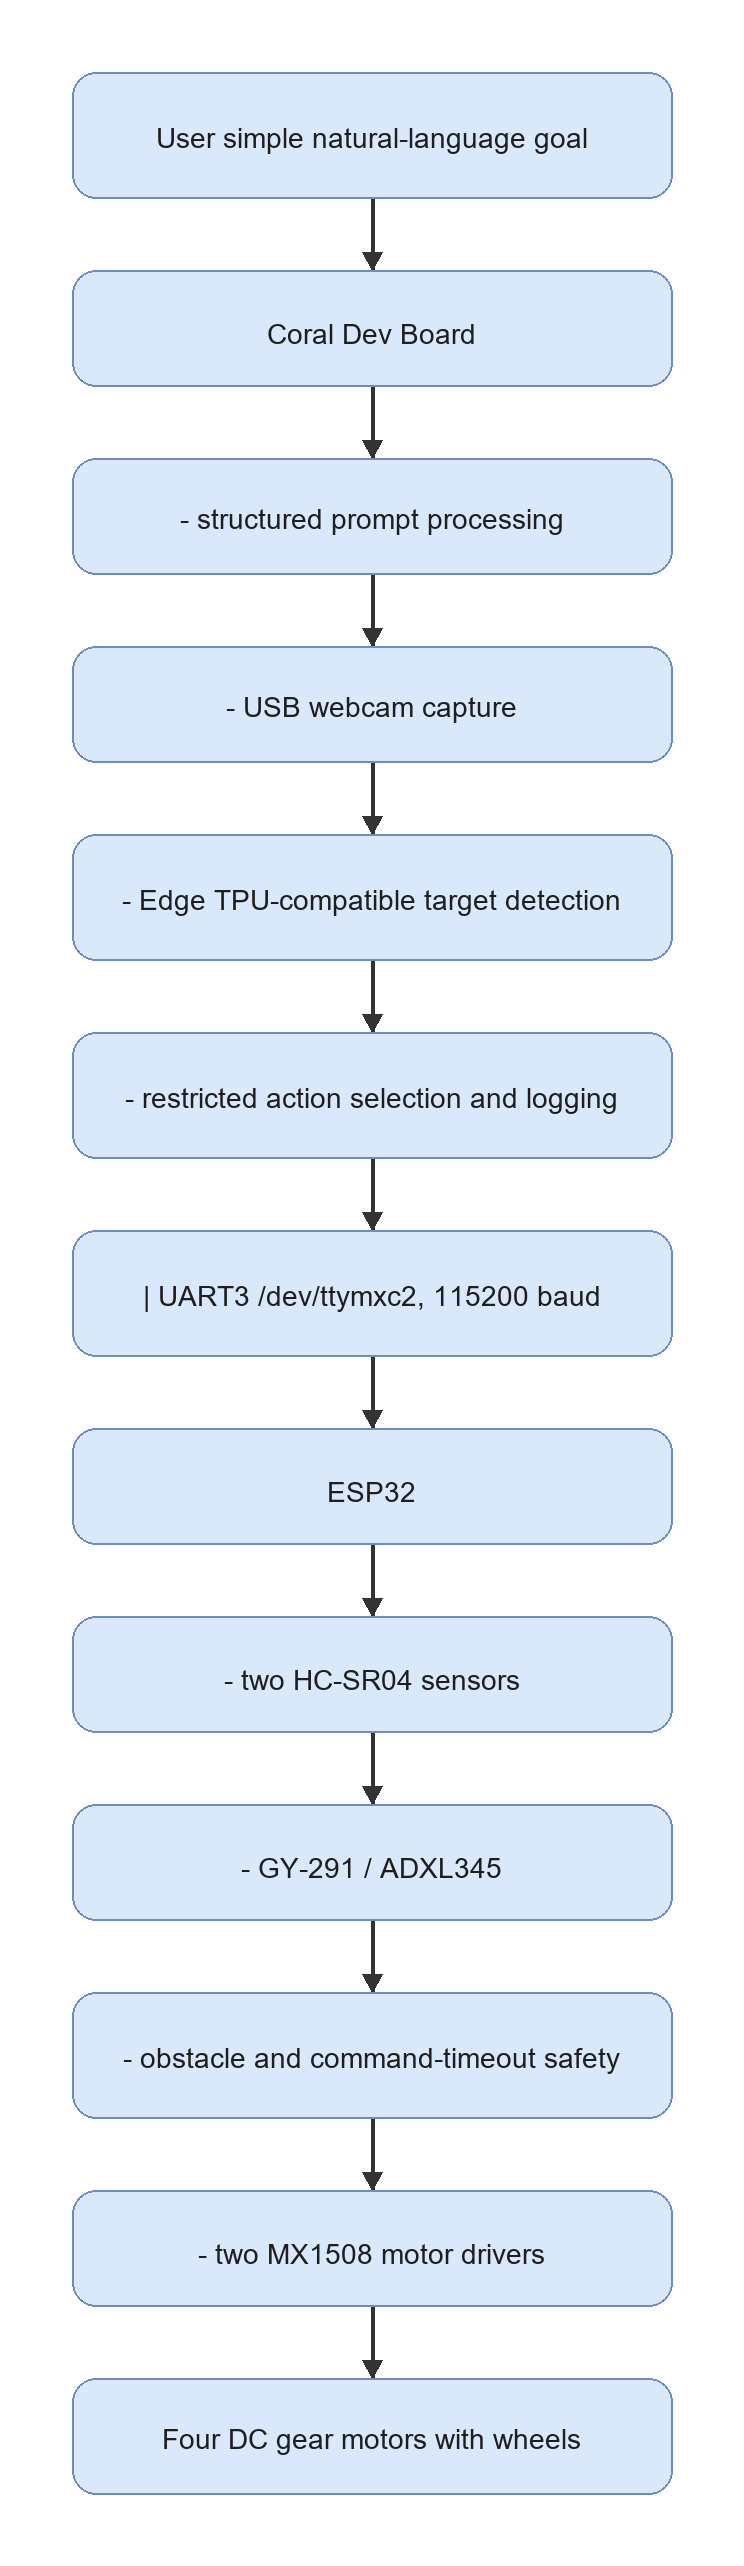 User simple natural-language goal
Coral Dev Board
- structured prompt processing
- USB webcam capture
- Edge TPU-compatible target detection
- restricted action selection and logging
| UART3 /dev/ttymxc2, 115200 baud
ESP32
- two HC-SR04 sensors
- GY-291 / ADXL345
- obstacle and command-timeout safety
- two MX1508 motor drivers
Four DC gear motors with wheels